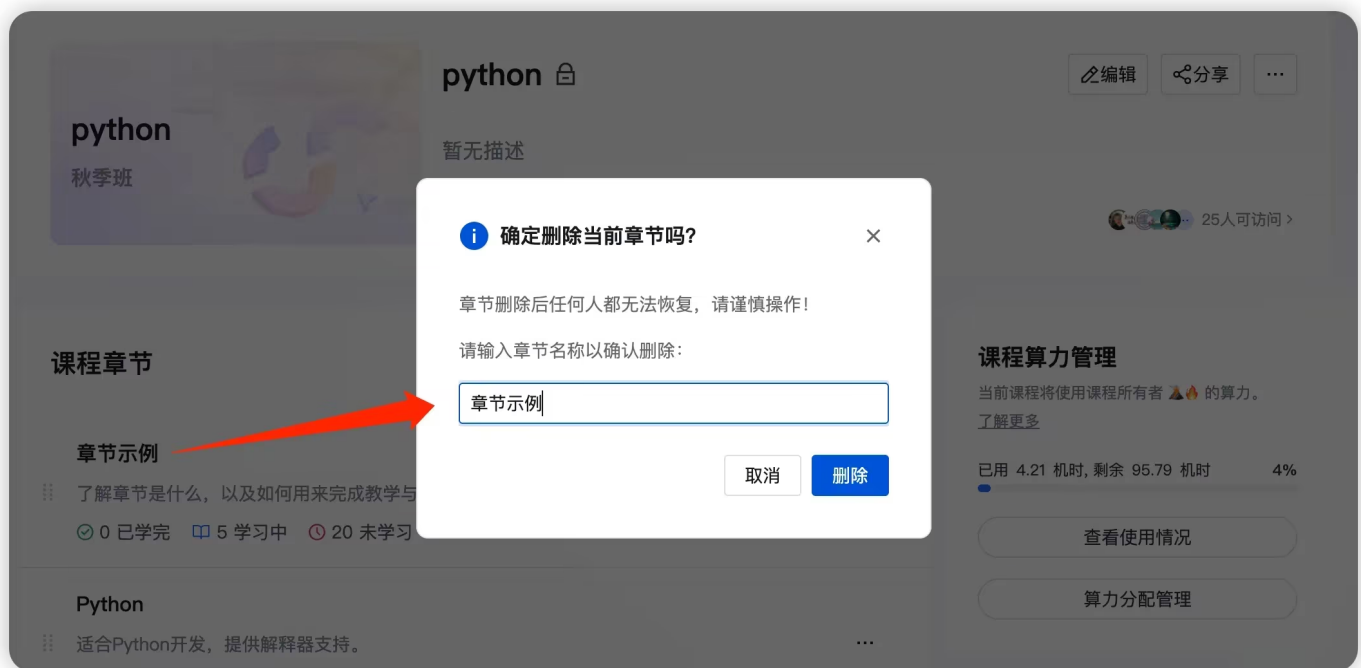 python
秋季班
python
编辑
分享
···
暂无描述
25人可访问
确定删除当前章节吗?
章节删除后任何人都无法恢复，请谨慎操作！
请输入章节名称以确认删除：
章节示例
取消
删除
课程章节
章节示例
了解章节是什么，以及如何用来完成教学与
0 已学完 5 学习中 20 未学习
Python
适合Python开发，提供解释器支持。
···
课程算力管理
当前课程将使用课程所有者 🌋🔥 的算力。
了解更多
已用 4.21 机时, 剩余 95.79 机时 4%
查看使用情况
算力分配管理